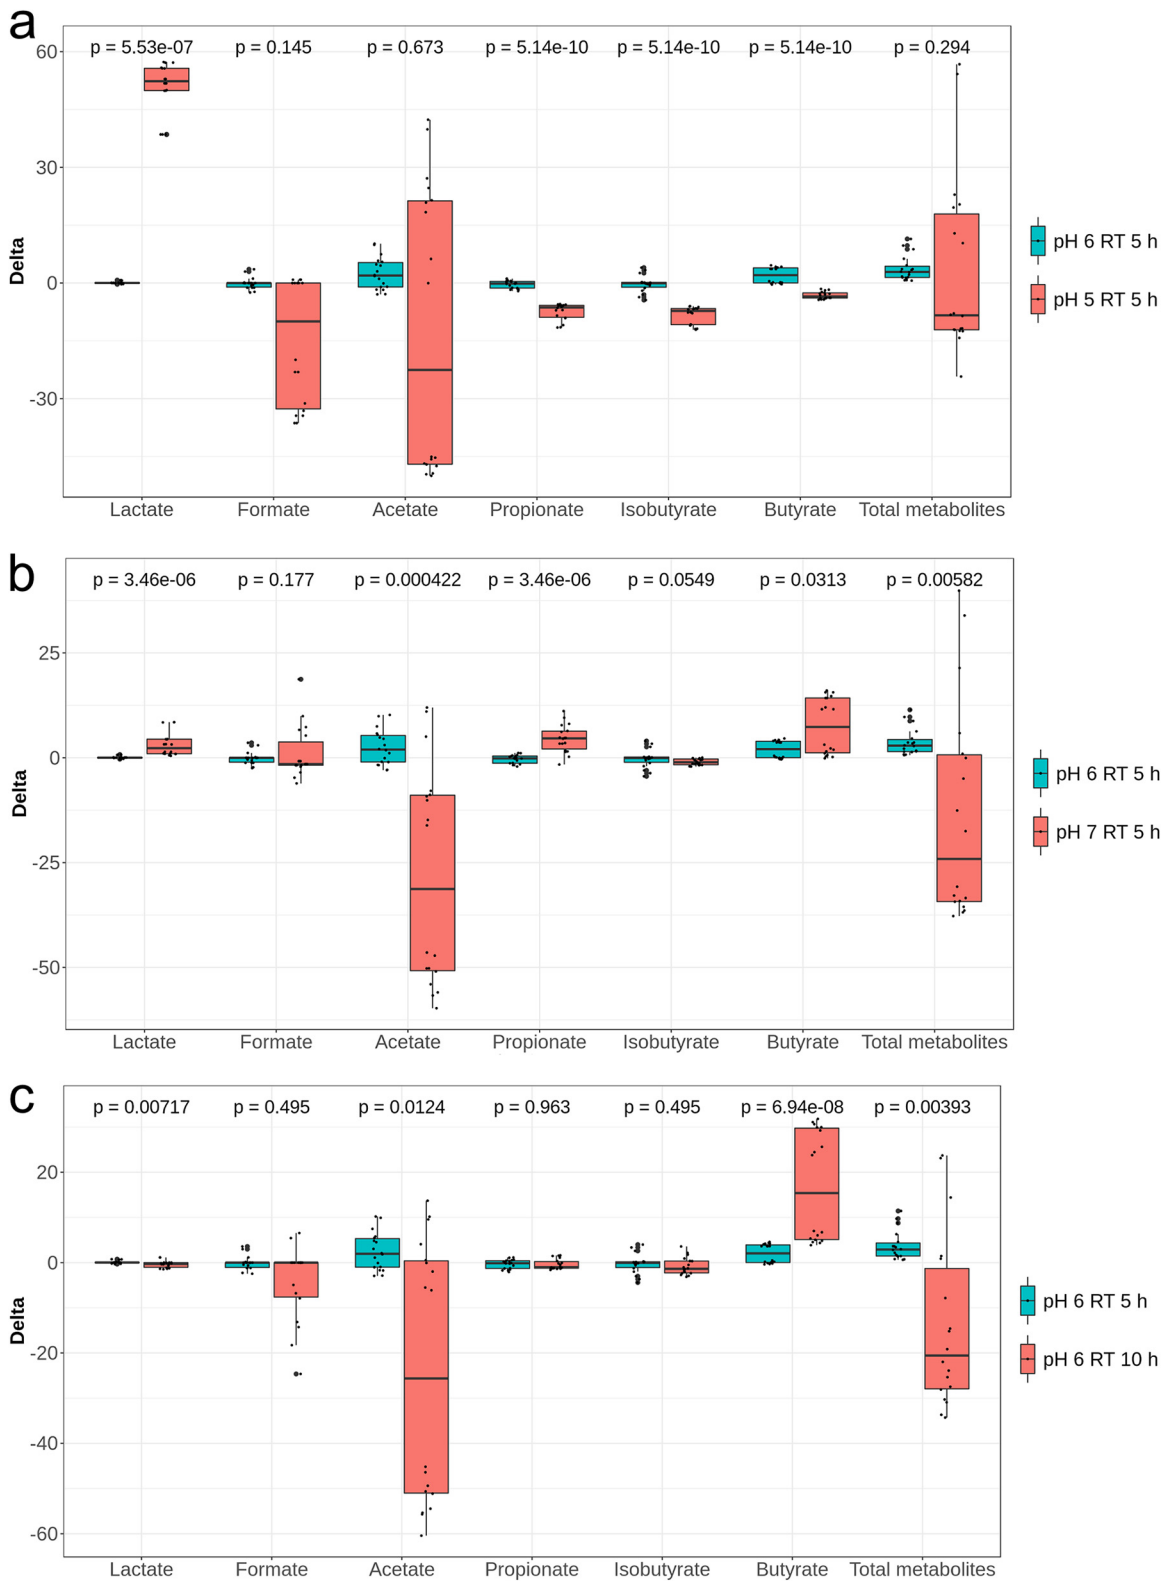 a
p = 5.53e-07 p = 0.145 p = 0.673 p = 5.14e-10 p = 5.14e-10 p = 5.14e-10 p = 0.294
60
30
0
-30
Delta
pH 6 RT 5 h
pH 5 RT 5 h
Lactate Formate Acetate Propionate Isobutyrate Butyrate Total metabolites
b
p = 3.46e-06 p = 0.177 p = 0.000422 p = 3.46e-06 p = 0.0549 p = 0.0313 p = 0.00582
25
0
-25
-50
Delta
pH 6 RT 5 h
pH 7 RT 5 h
Lactate Formate Acetate Propionate Isobutyrate Butyrate Total metabolites
c
p = 0.00717 p = 0.495 p = 0.0124 p = 0.963 p = 0.495 p = 6.94e-08 p = 0.00393
20
0
-20
-40
-60
Delta
pH 6 RT 5 h
pH 6 RT 10 h
Lactate Formate Acetate Propionate Isobutyrate Butyrate Total metabolites